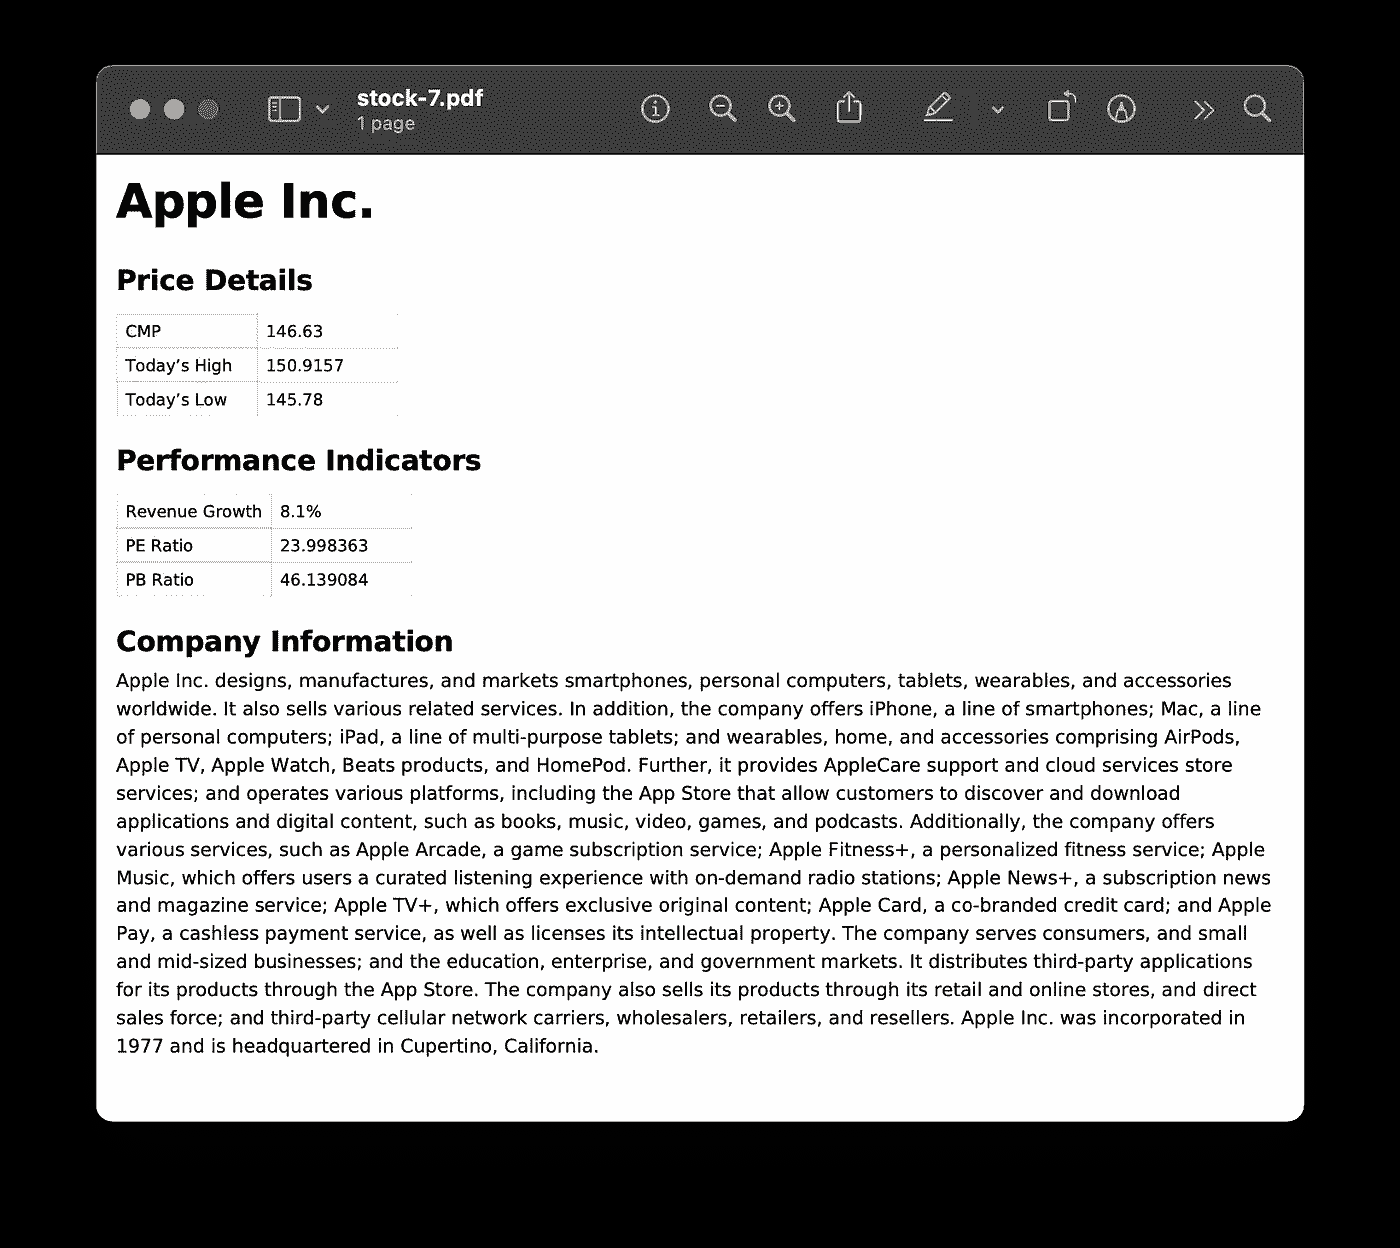 stock-7.pdf
1 page
Apple Inc.
Price Details
CMP 146.63
Today’s High 150.9157
Today’s Low 145.78
Performance Indicators
Revenue Growth 8.1%
PE Ratio 23.998363
PB Ratio 46.139084
Company Information
Apple Inc. designs, manufactures, and markets smartphones, personal computers, tablets, wearables, and accessories
worldwide. It also sells various related services. In addition, the company offers iPhone, a line of smartphones; Mac, a line
of personal computers; iPad, a line of multi-purpose tablets; and wearables, home, and accessories comprising AirPods,
Apple TV, Apple Watch, Beats products, and HomePod. Further, it provides AppleCare support and cloud services store
services; and operates various platforms, including the App Store that allow customers to discover and download
applications and digital content, such as books, music, video, games, and podcasts. Additionally, the company offers
various services, such as Apple Arcade, a game subscription service; Apple Fitness+, a personalized fitness service; Apple
Music, which offers users a curated listening experience with on-demand radio stations; Apple News+, a subscription news
and magazine service; Apple TV+, which offers exclusive original content; Apple Card, a co-branded credit card; and Apple
Pay, a cashless payment service, as well as licenses its intellectual property. The company serves consumers, and small
and mid-sized businesses; and the education, enterprise, and government markets. It distributes third-party applications
for its products through the App Store. The company also sells its products through its retail and online stores, and direct
sales force; and third-party cellular network carriers, wholesalers, retailers, and resellers. Apple Inc. was incorporated in
1977 and is headquartered in Cupertino, California.